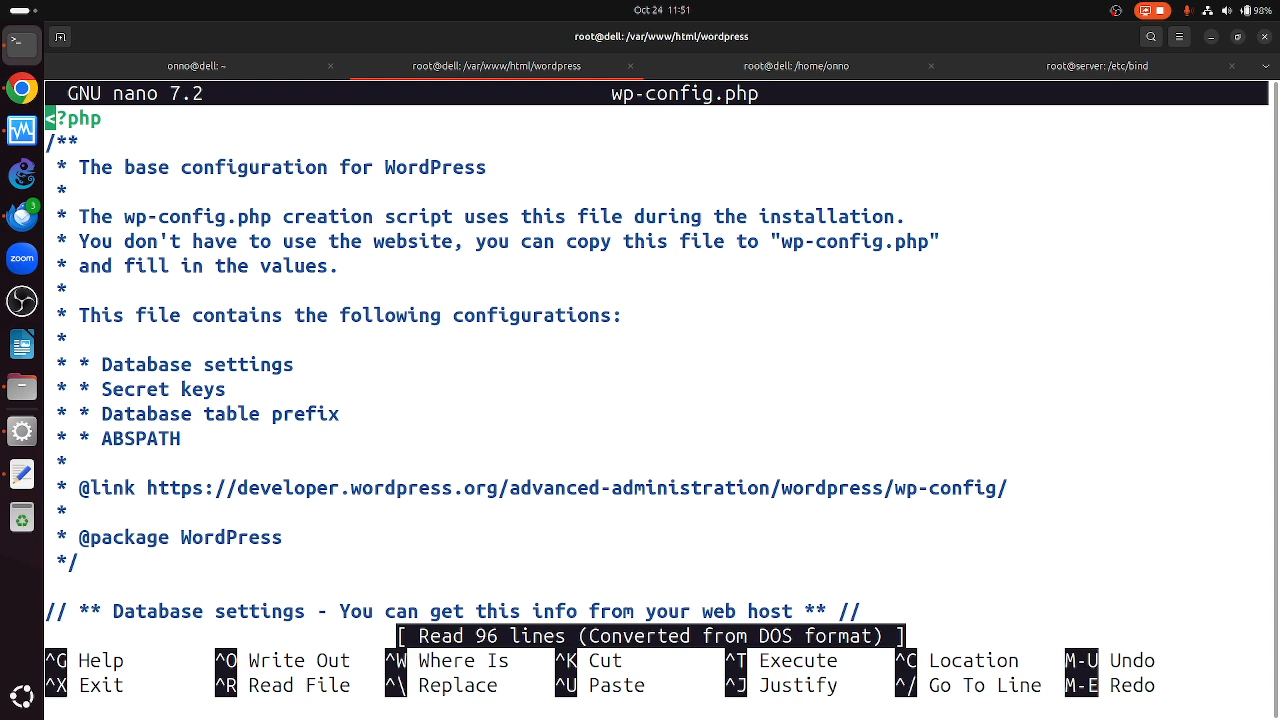 Oct 24 11:51
98%
root@dell: /var/www/html/wordpress
onno@dell: ~ × root@dell: /var/www/html/wordpress × root@dell: /home/onno × root@server: /etc/bind ×
GNU nano 7.2 wp-config.php
<?php
/**
 * The base configuration for WordPress
 *
 * The wp-config.php creation script uses this file during the installation.
 * You don't have to use the website, you can copy this file to "wp-config.php"
 * and fill in the values.
 *
 * This file contains the following configurations:
 *
 * * Database settings
 * * Secret keys
 * * Database table prefix
 * * ABSPATH
 *
 * @link https://developer.wordpress.org/advanced-administration/wordpress/wp-config/
 *
 * @package WordPress
 */
// ** Database settings - You can get this info from your web host ** //
[ Read 96 lines (Converted from DOS format) ]
^G Help ^O Write Out ^W Where Is ^K Cut ^T Execute ^C Location M-U Undo
^X Exit ^R Read File ^\ Replace ^U Paste ^J Justify ^/ Go To Line M-E Redo
3
zoom